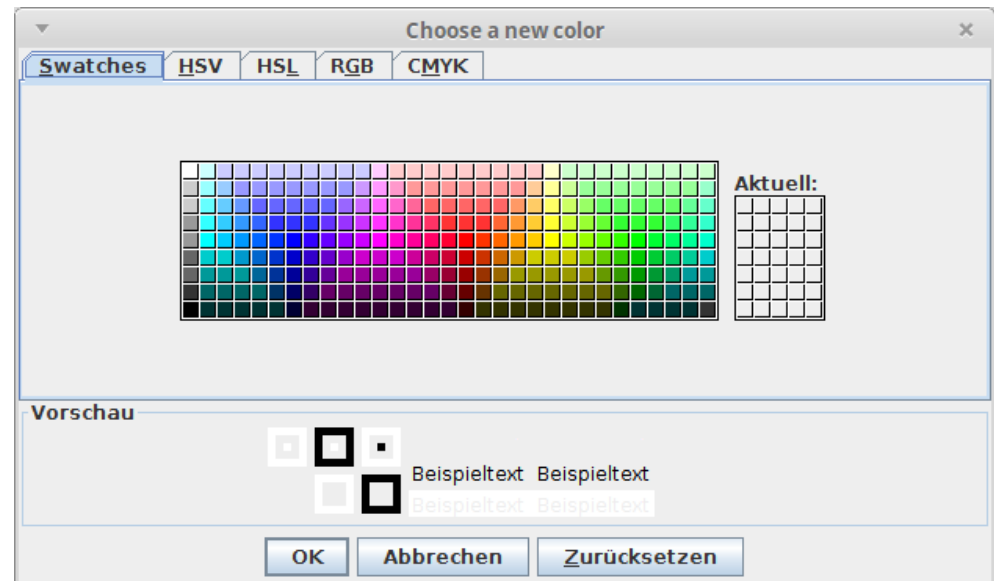 Choose a new color
Swatches HSV HSL RGB CMYK
Aktuell:
Vorschau
Beispieltext Beispieltext
Beispieltext Beispieltext
OK Abbrechen Zurücksetzen